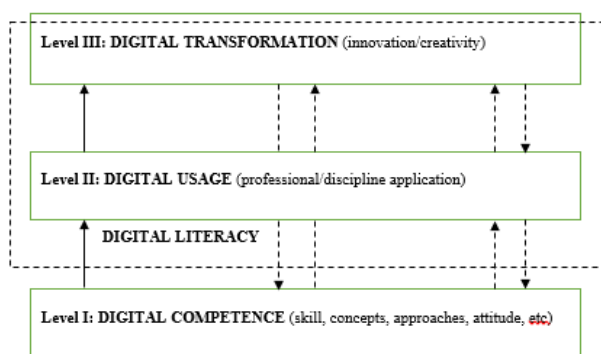 Level III: DIGITAL TRANSFORMATION (innovation/creativity)
Level II: DIGITAL USAGE (professional/discipline application)
DIGITAL LITERACY
Level I: DIGITAL COMPETENCE (skill, concepts, approaches, attitude, etc)